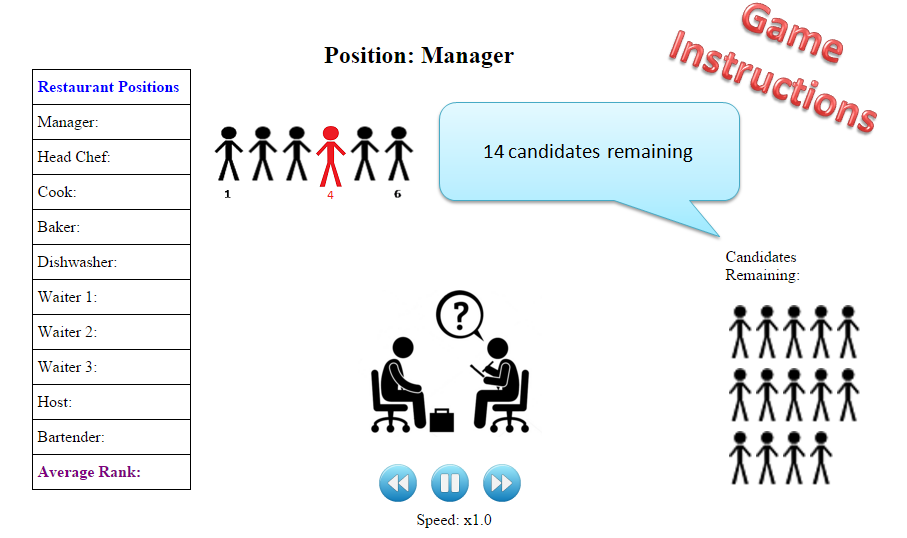 Game
Instructions
Position: Manager
Restaurant Positions
Manager:
Head Chef:
Cook:
Baker:
Dishwasher:
Waiter 1:
Waiter 2:
Waiter 3:
Host:
Bartender:
Average Rank:
1 4 6
14 candidates remaining
Candidates
Remaining:
?
Speed: x1.0